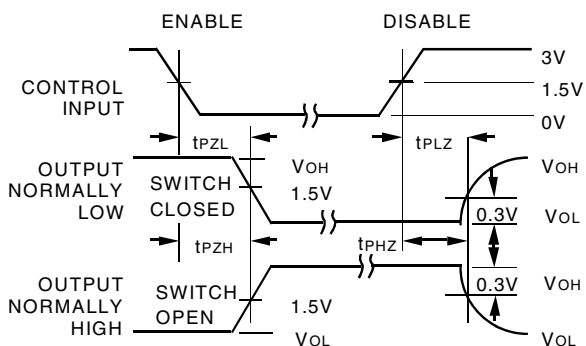 ENABLE
DISABLE
3V
1.5V
0V
CONTROL
INPUT
tPZL
tPLZ
OUTPUT
NORMALLY
LOW
SWITCH
CLOSED
VOH
1.5V
VOH
0.3V
VOL
tPZH
tPHZ
OUTPUT
NORMALLY
HIGH
SWITCH
OPEN
1.5V
VOL
0.3V
VOH
VOL